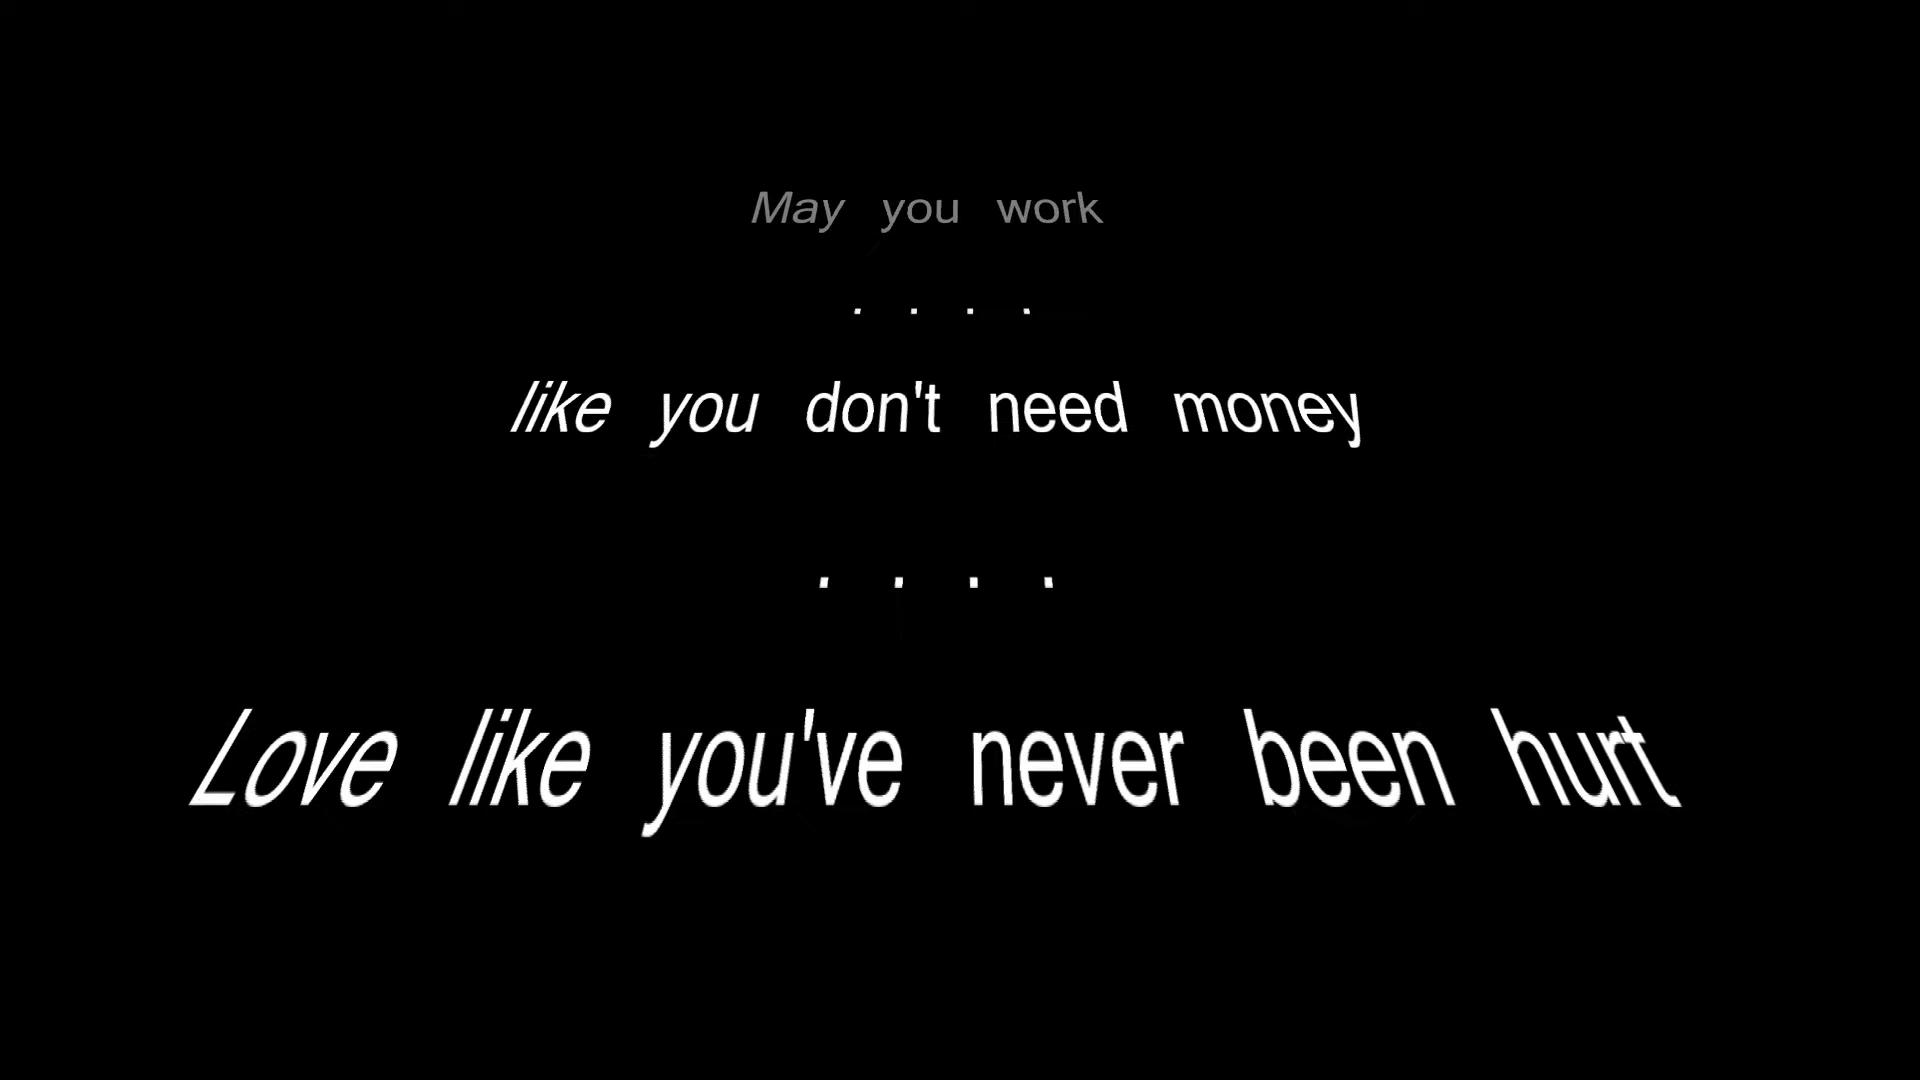 May you work
. . . .
like you don't need money
. . . .
Love like you've never been hurt